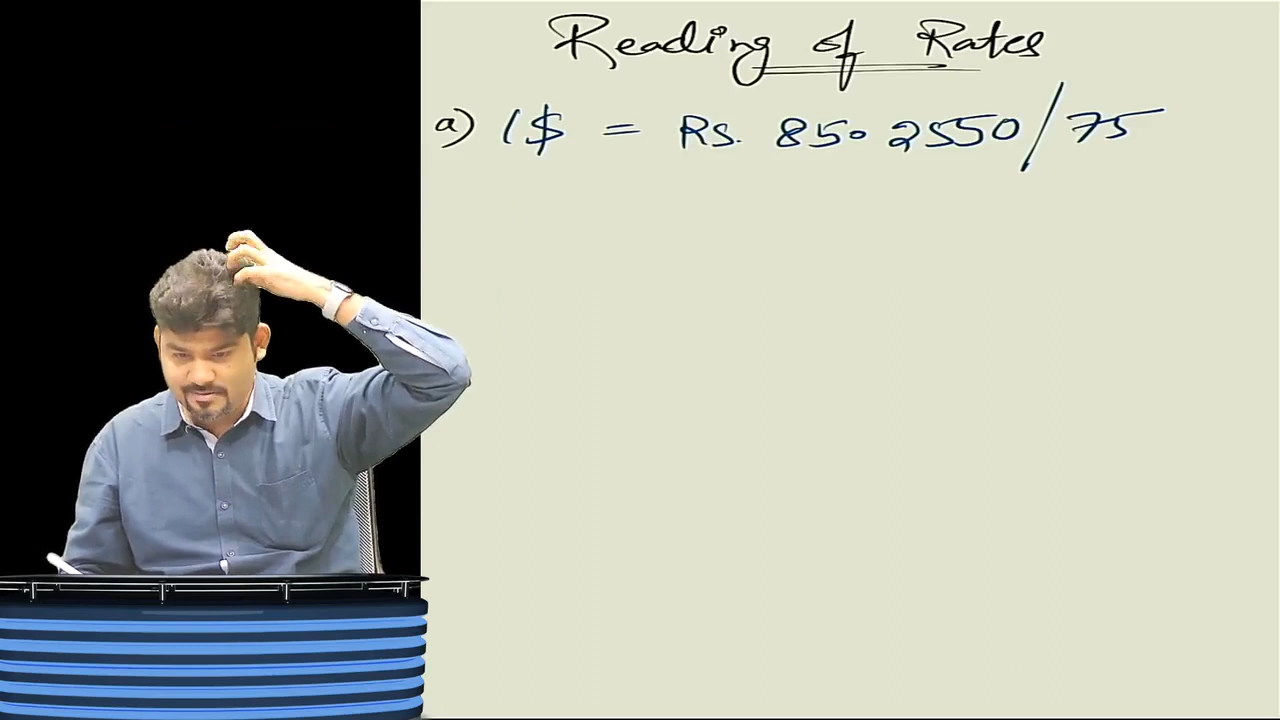 Reading of Rates
a) 1$ = Rs. 85.2550/75